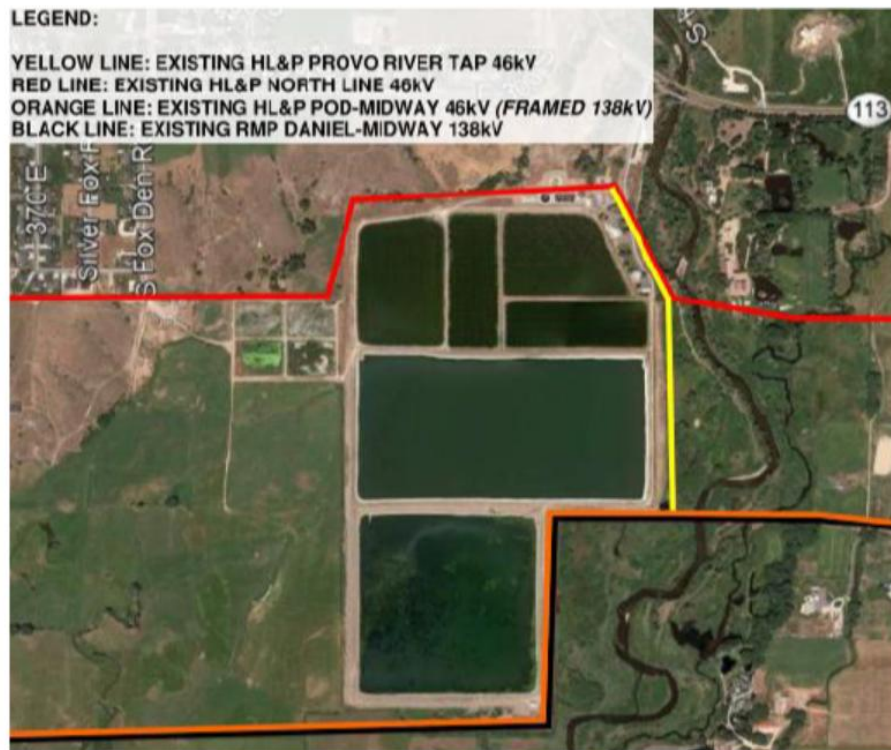 LEGEND:
YELLOW LINE: EXISTING HL&P PROVO RIVER TAP 46kV
RED LINE: EXISTING HL&P NORTH LINE 46kV
ORANGE LINE: EXISTING HL&P POD-MIDWAY 46kV (FRAMED 138kV)
BLACK LINE: EXISTING RMP DANIEL-MIDWAY 138kV
113
370 E
Silver Fox
S Fox Den R